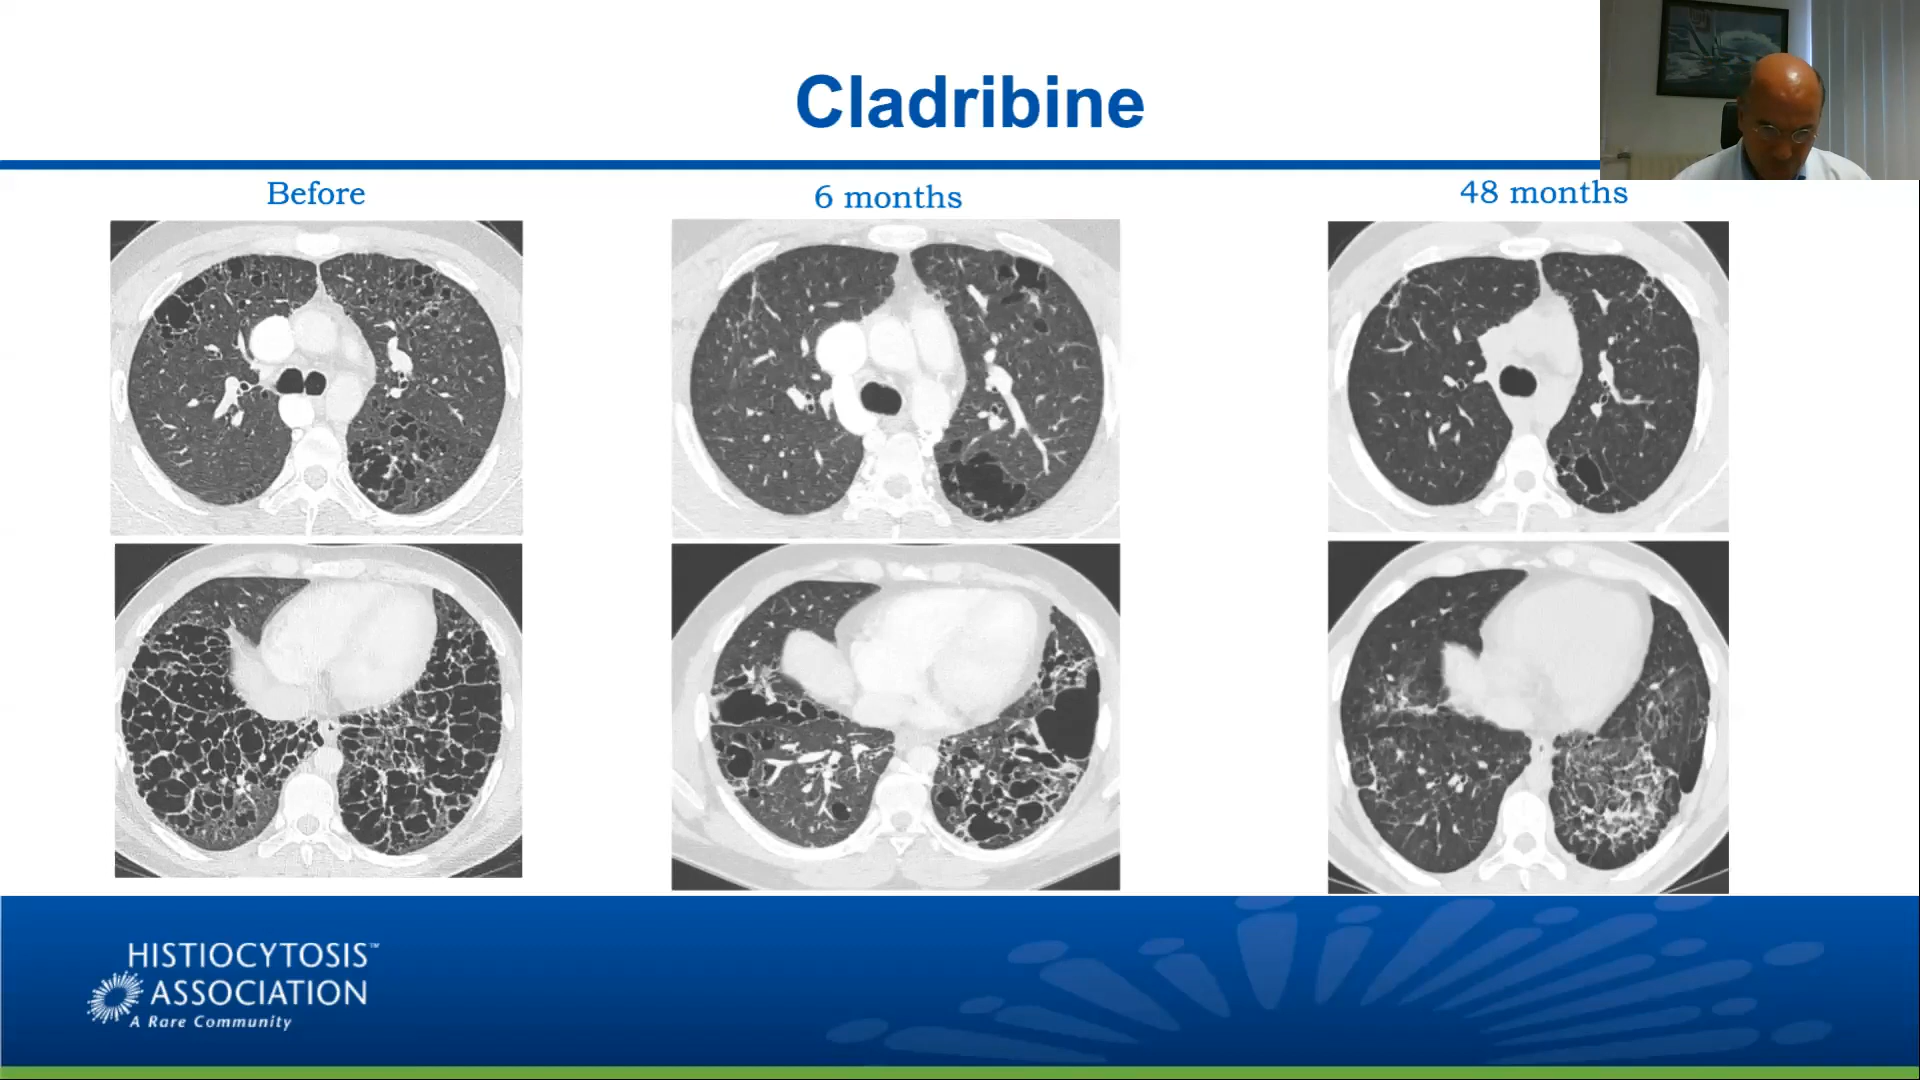 Cladribine
Before
6 months
48 months
HISTIOCYTOSIS™
ASSOCIATION
A Rare Community